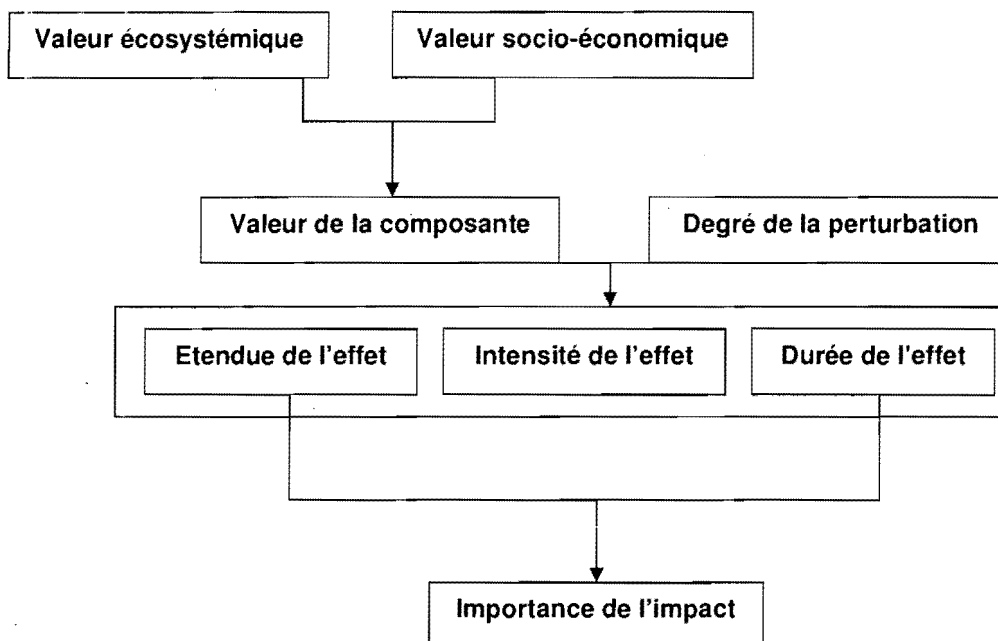 Valeur écosystémique
Valeur socio-économique
Valeur de la composante
Degré de la perturbation
Etendue de l'effet
Intensité de l'effet
Durée de l'effet
Importance de l'impact